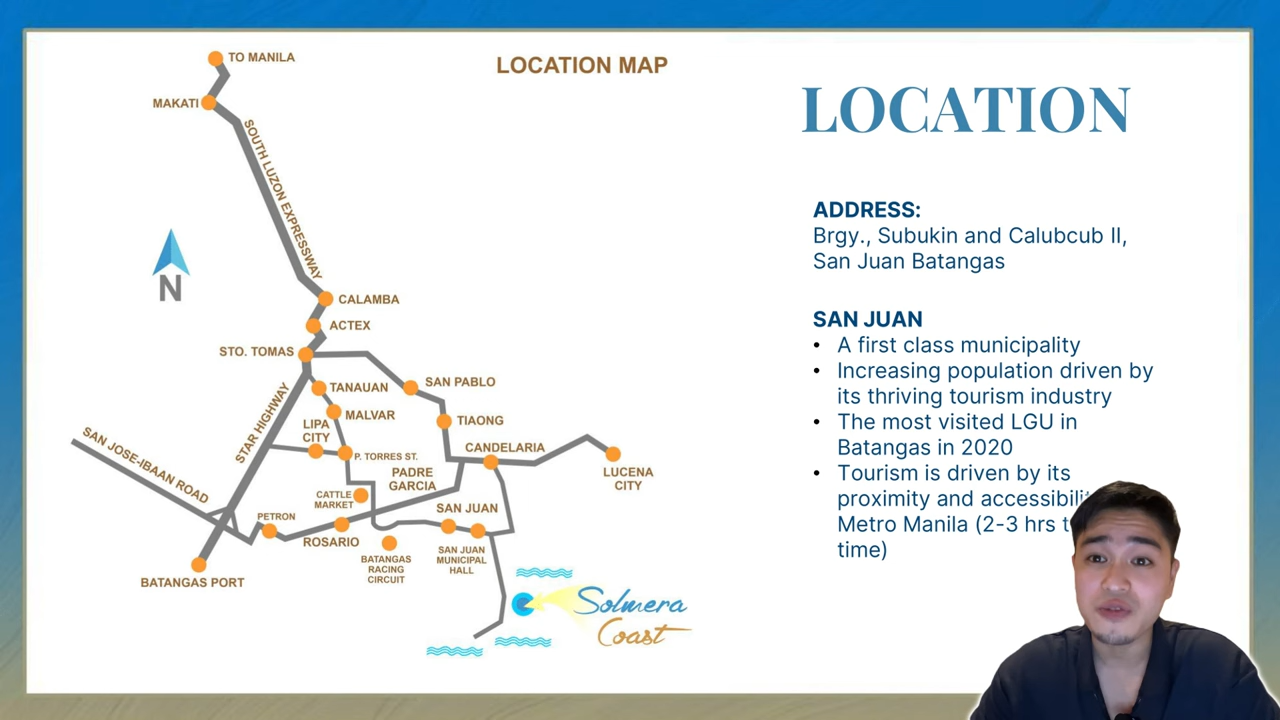 TO MANILA
LOCATION MAP
MAKATI
SOUTH LUZON EXPRESSWAY
N
CALAMBA
ACTEX
STO. TOMAS
TANAUAN
SAN PABLO
MALVAR
TIAONG
STAR HIGHWAY
LIPA
CITY
P. TORRES ST.
CANDELARIA
LUCENA
CITY
SAN JOSE-IBAAN ROAD
PADRE
GARCIA
CATTLE
MARKET
PETRON
ROSARIO
SAN JUAN
BATANGAS
RACING
CIRCUIT
SAN JUAN
MUNICIPAL
HALL
BATANGAS PORT
Solmera
Coast
LOCATION
ADDRESS:
Brgy., Subukin and Calubcub II,
San Juan Batangas
SAN JUAN
• A first class municipality
• Increasing population driven by
its thriving tourism industry
• The most visited LGU in
Batangas in 2020
• Tourism is driven by its
proximity and
Metro Manila (2-3 hrs
time)